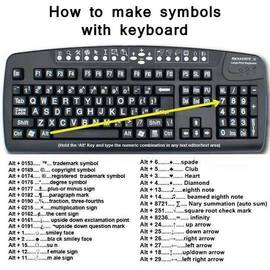 How to make symbols
with keyboard
(Hold the 'Alt' Key and type the numeric combination in any text editor/text area)
Alt + 0153..... ™... trademark symbol
Alt + 0169.... ©.... copyright symbol
Alt + 0174..... ®....registered trademark symbol
Alt + 0176 ...°......degree symbol
Alt + 0177 ...±....plus-or minus sign
Alt + 0182 ...¶.....paragraph mark
Alt + 0190 ...¾....fraction, three-fourths
Alt + 0215 ....×.....multiplication sign
Alt + 0162...¢....the cent sign
Alt + 0161.....¡..... upside down exclamation point
Alt + 0191.....¿..... upside down question mark
Alt + 1.......☺....smiley face
Alt + 2 ......☻.....black smiley face
Alt + 15.....☼.....sun
Alt + 12......♀.....female sign
Alt + 11.....♂......male sign
Alt + 6.......♠.....spade
Alt + 5.......♣...... Club
Alt + 3.......♥...... Heart
Alt + 4.......♦...... Diamond
Alt + 13......♪.....eighth note
Alt + 14......♫...... beamed eighth note
Alt + 8721.... ∑.... N-ary summation (auto sum)
Alt + 251.....√.....square root check mark
Alt + 8236.....∞..... infinity
Alt + 24.......↑..... up arrow
Alt + 25......↓...... down arrow
Alt + 26.....→.....right arrow
Alt + 27......←.....left arrow
Alt + 18.....↕......up/down arrow
Alt + 29......↔...left right arrow